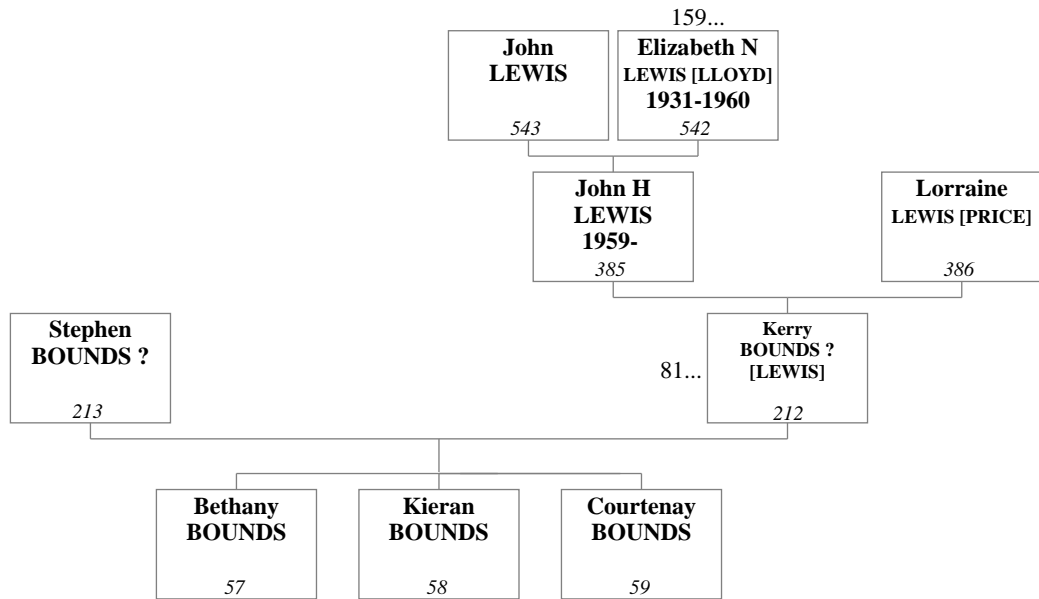 159...
John
LEWIS
543
Elizabeth N
LEWIS [LLOYD]
1931-1960
542
John H
LEWIS
1959-
385
Lorraine
LEWIS [PRICE]
386
Stephen
BOUNDS ?
213
81...
Kerry
BOUNDS ?
[LEWIS]
212
Bethany
BOUNDS
57
Kieran
BOUNDS
58
Courtenay
BOUNDS
59